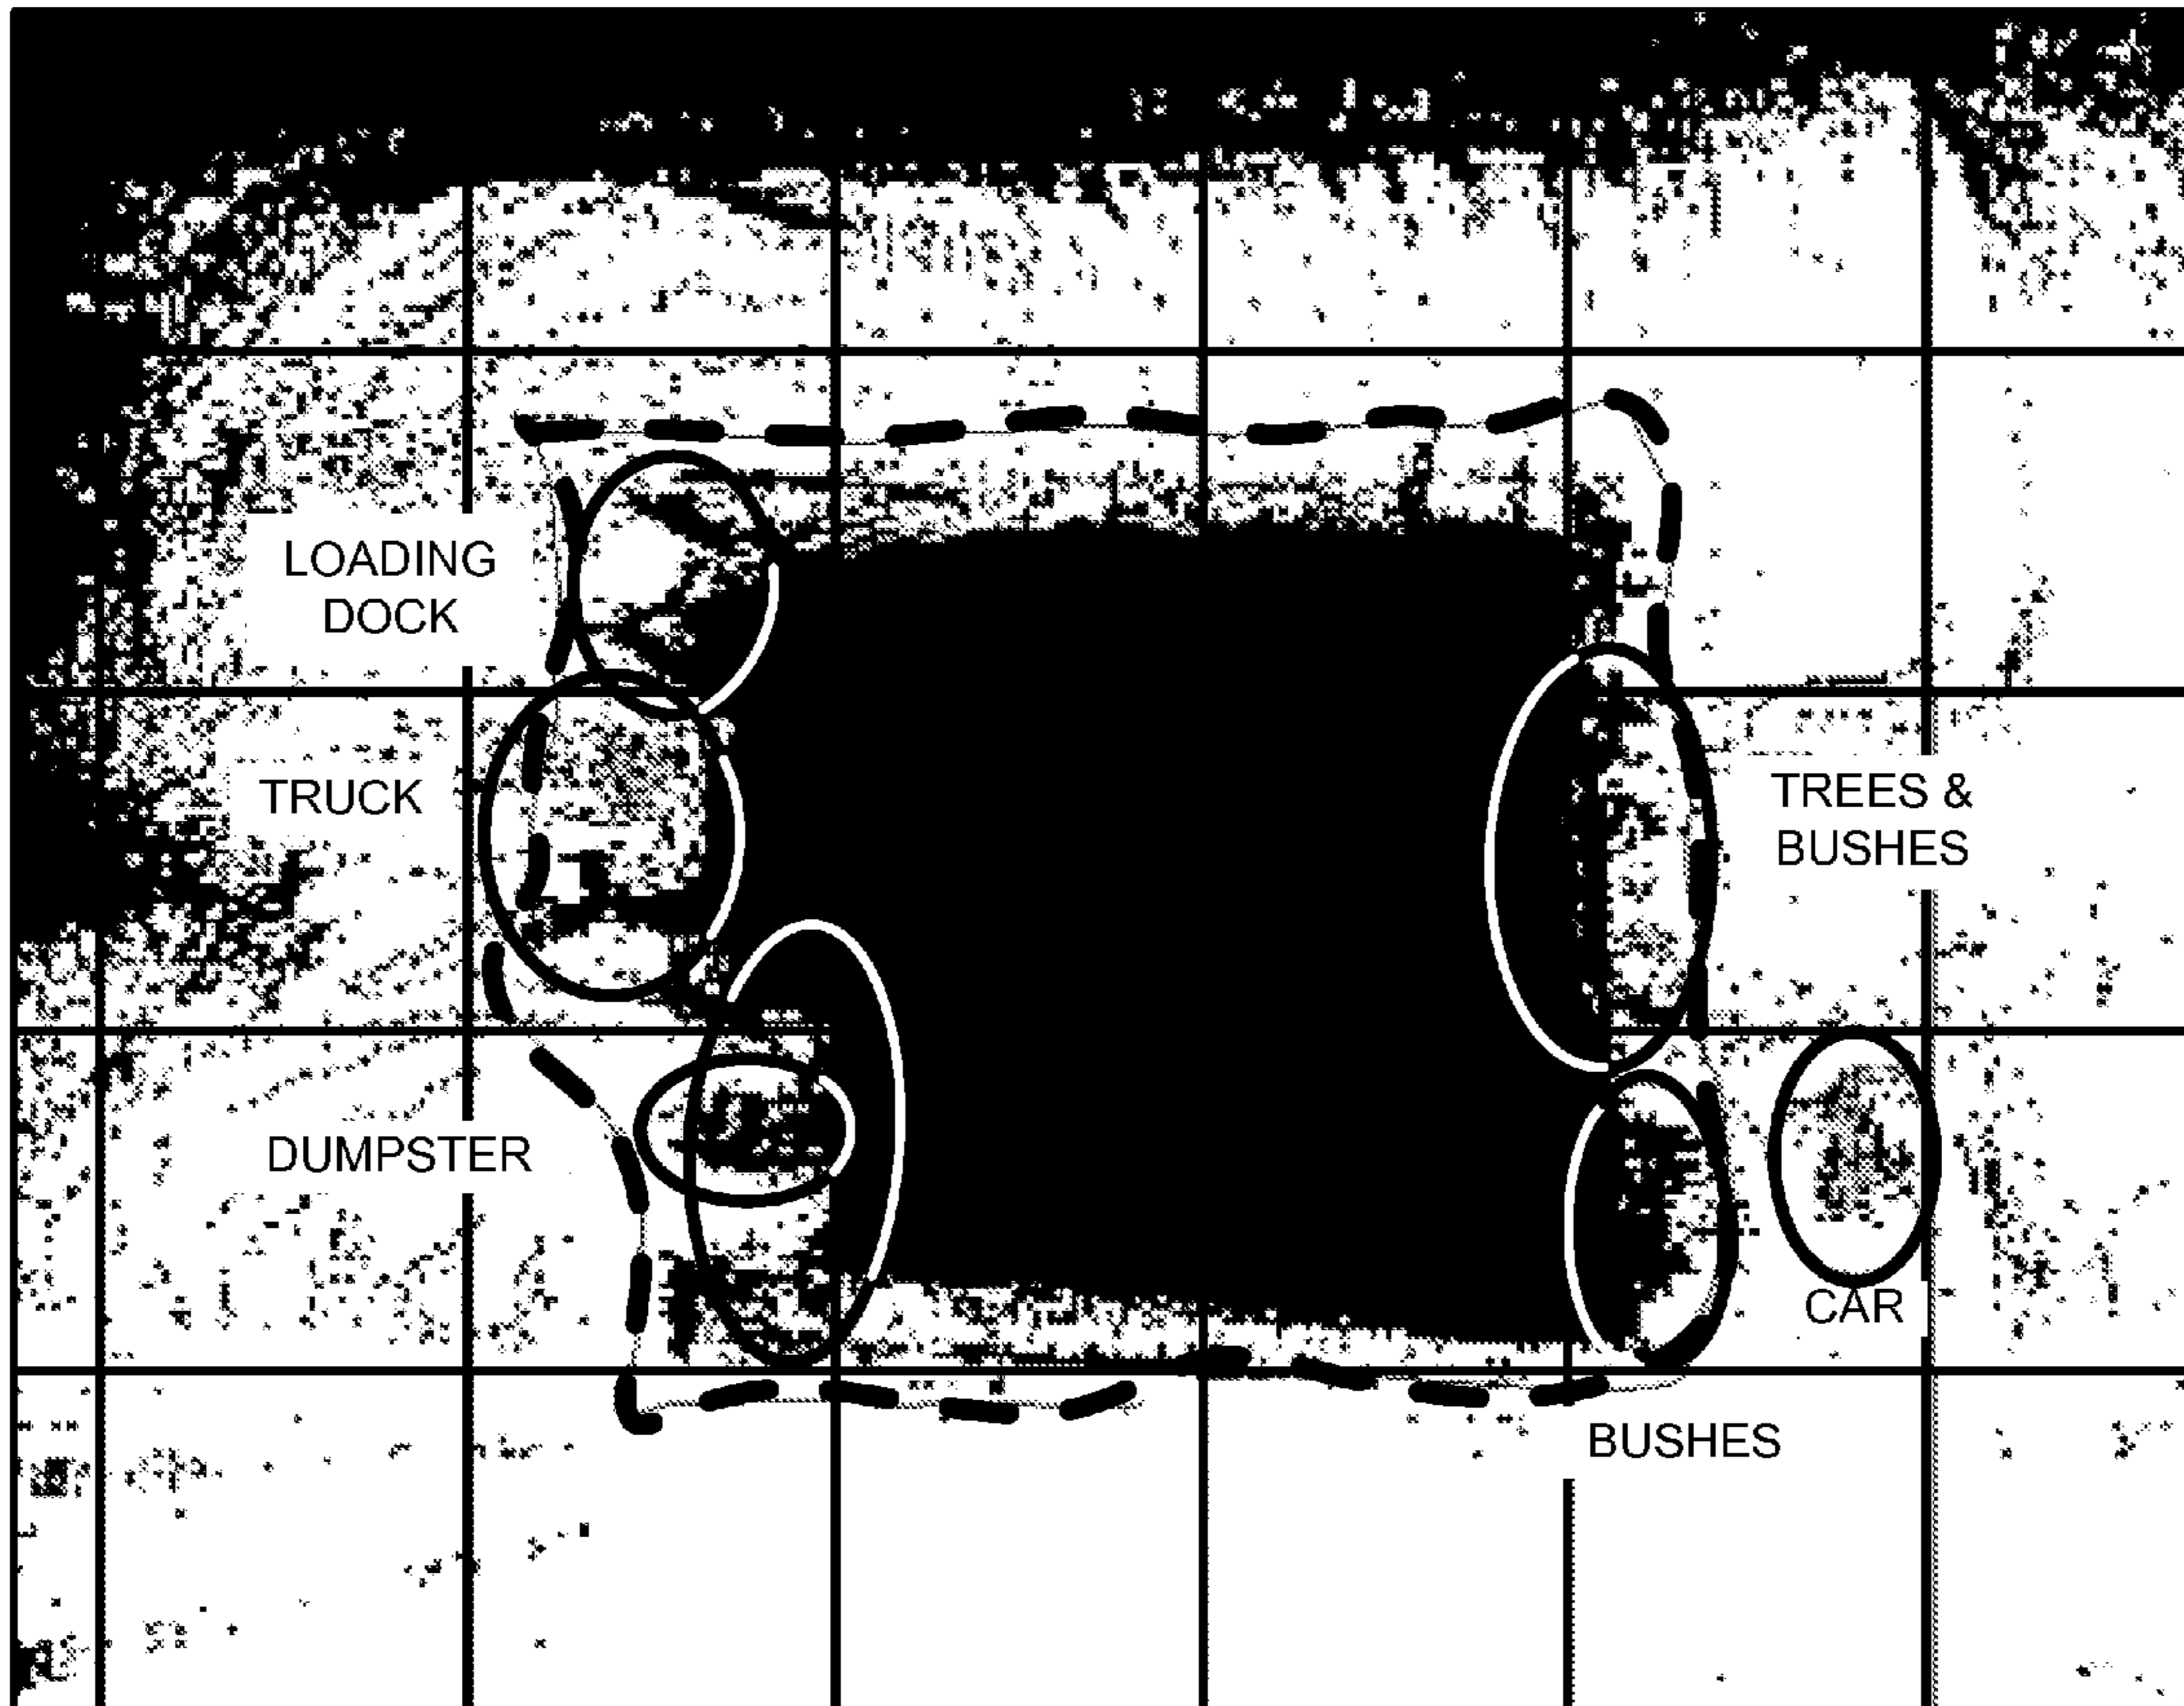 LOADING
DOCK
TRUCK
TREES &
BUSHES
DUMPSTER
CAR
BUSHES